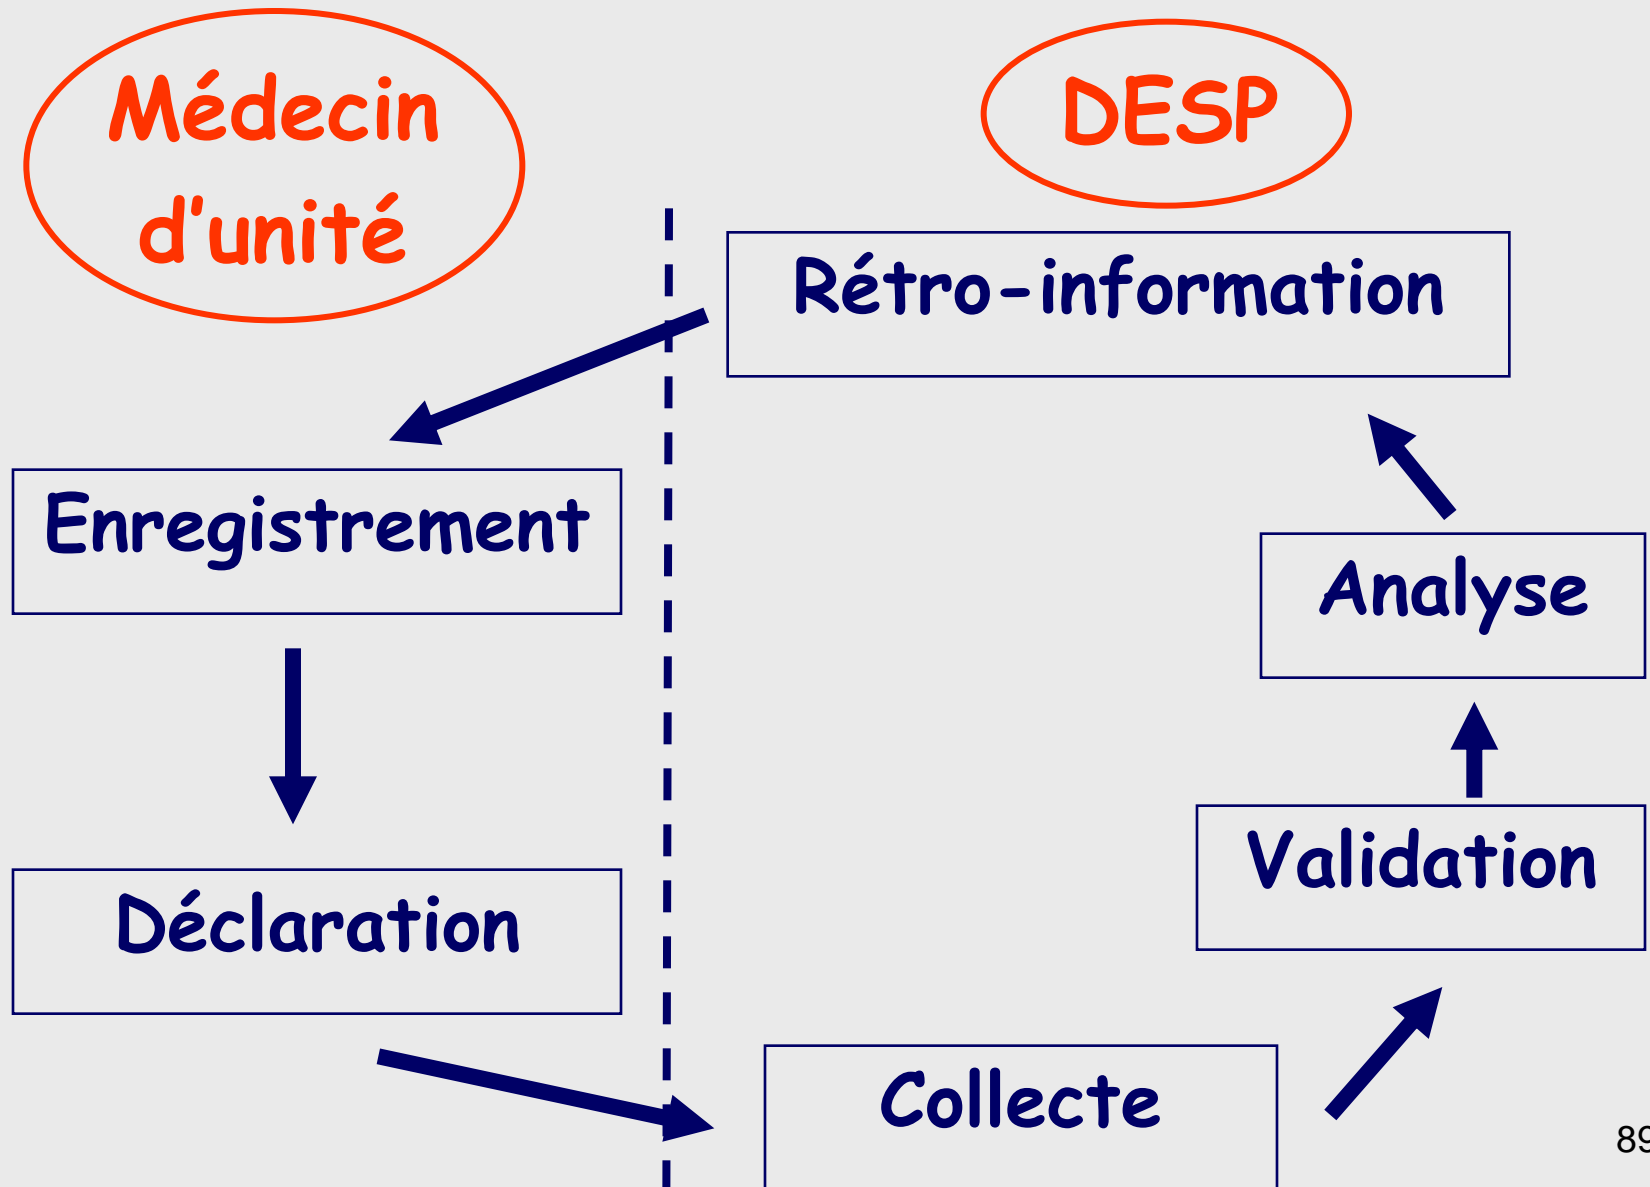 Médecin
d'unité
DESP
Rétro-information
Enregistrement
Analyse
Validation
Déclaration
Collecte
89